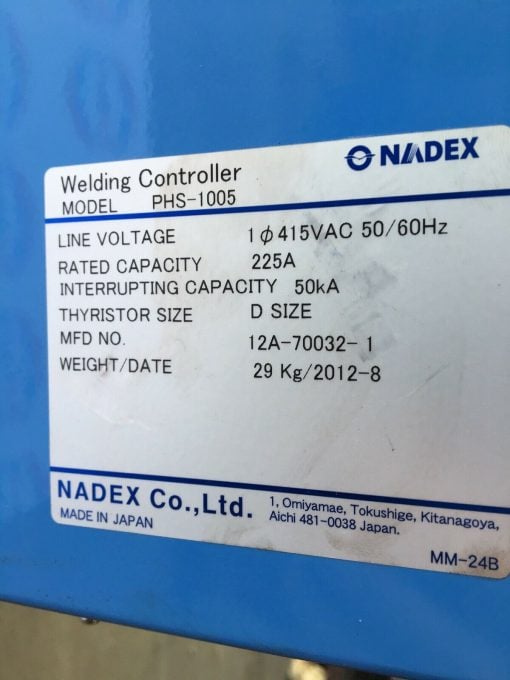 NADEX
Welding Controller
MODEL PHS-1005
LINE VOLTAGE 1ϕ415VAC 50/60Hz
RATED CAPACITY 225A
INTERRUPTING CAPACITY 50kA
THYRISTOR SIZE D SIZE
MFD NO. 12A-70032-1
WEIGHT/DATE 29 Kg/2012-8
NADEX Co.,Ltd.
MADE IN JAPAN
1, Omiyamae, Tokushige, Kitanagoya,
Aichi 481-0038 Japan.
MM-24B